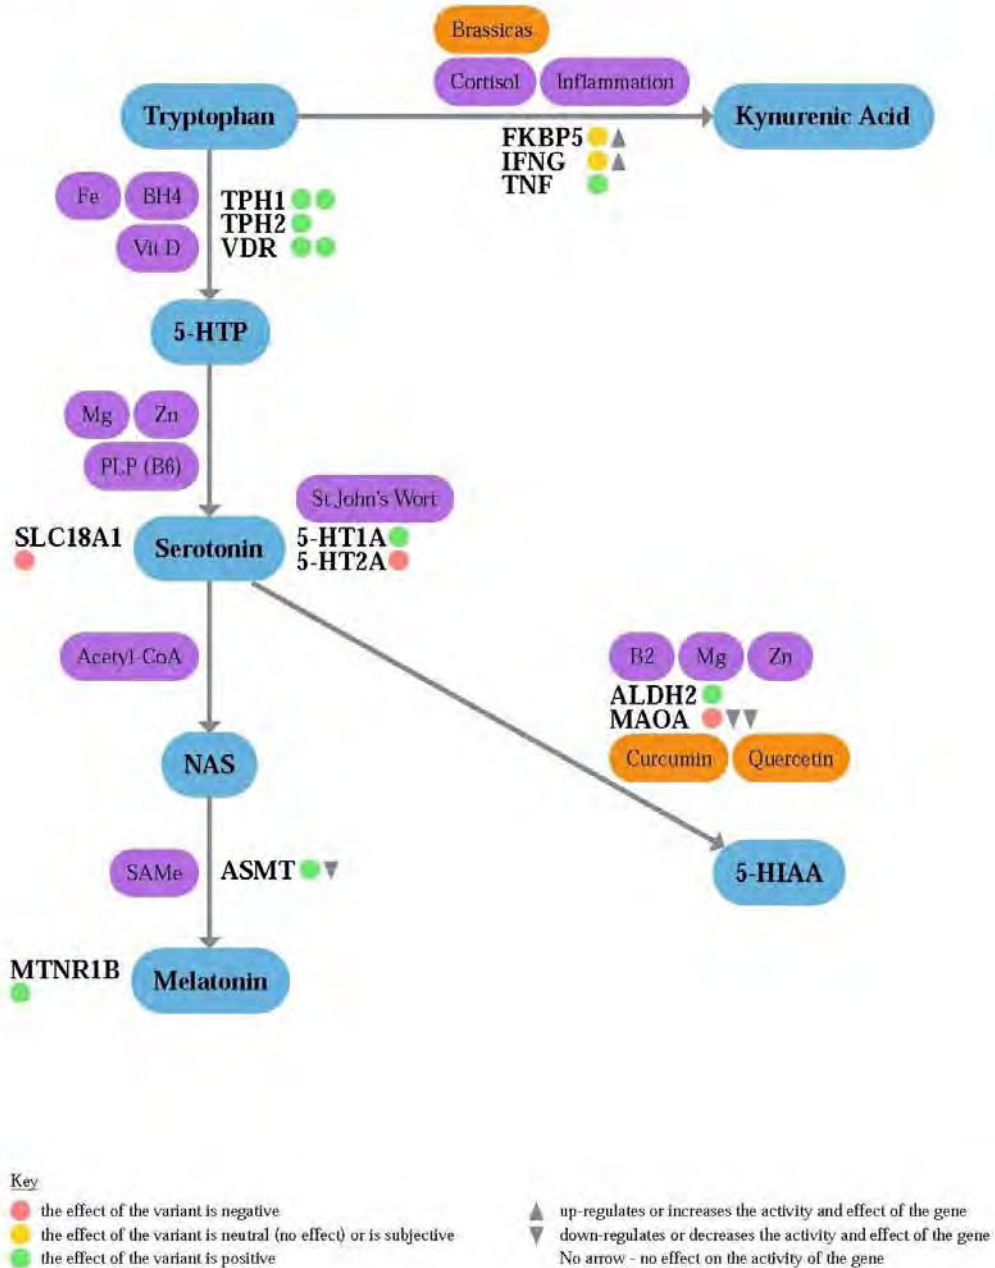 Brassicas
Cortisol Inflammation
Tryptophan Kynurenic Acid
FKBP5
IFNG
TNF
Fe BH4
Vit D
TPH1
TPH2
VDR
5-HTP
Mg Zn
PLP (B6)
St John's Wort
SLC18A1
Serotonin
5-HT1A
5-HT2A
Acetyl-CoA
B2 Mg Zn
ALDH2
MAOA
Curcumin Quercetin
NAS
SAMe
ASMT
5-HIAA
MTNR1B
Melatonin
Key
the effect of the variant is negative
the effect of the variant is neutral (no effect) or is subjective
the effect of the variant is positive
up-regulates or increases the activity and effect of the gene
down-regulates or decreases the activity and effect of the gene
No arrow - no effect on the activity of the gene